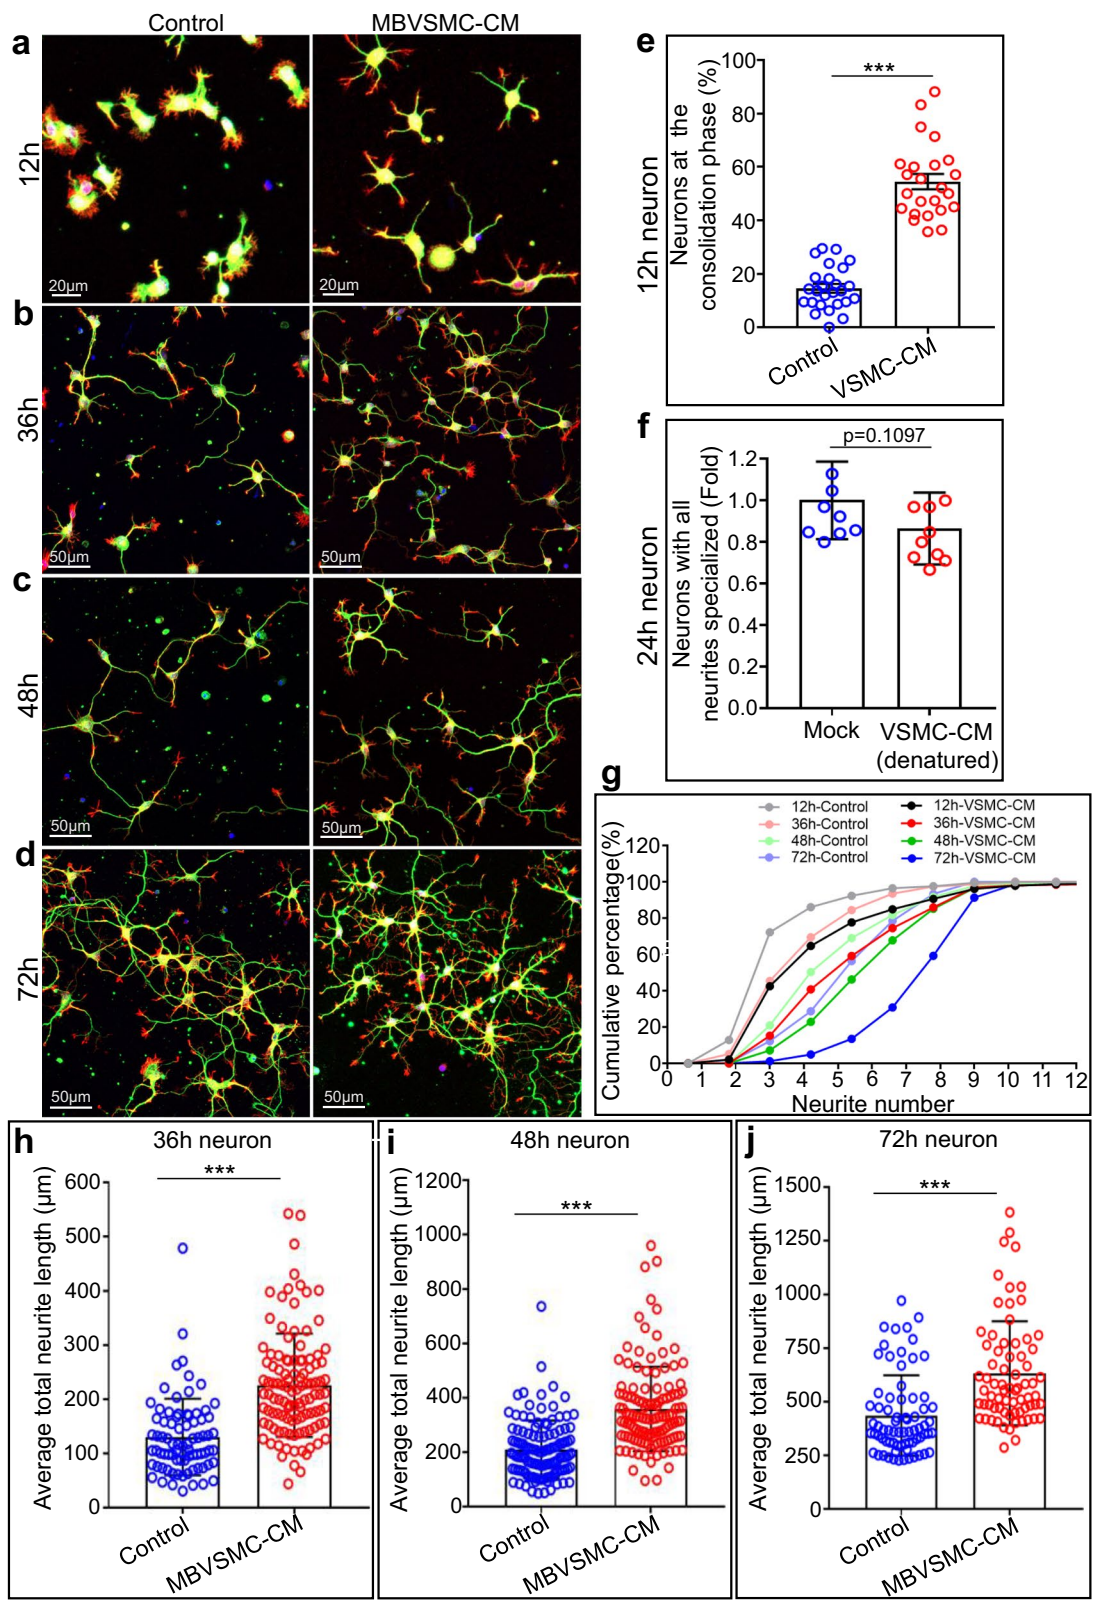 Control
MBVSMC-CM
a
12h
20µm
20µm
b
36h
50µm
50µm
c
48h
50µm
50µm
d
72h
50µm
50µm
e
12h neuron
Neurons at the
consolidation phase (%)
100
80
60
40
20
0
***
Control
VSMC-CM
f
24h neuron
Neurons with all
neurites specialized (Fold)
p=0.1097
1.2
1.0
0.8
0.6
0.4
0.2
0.0
Mock
VSMC-CM
(denatured)
g
12h-Control
12h-VSMC-CM
36h-Control
36h-VSMC-CM
48h-Control
48h-VSMC-CM
72h-Control
72h-VSMC-CM
Cumulative percentage(%)
120
100
80
60
40
20
0
0 1 2 3 4 5 6 7 8 9 10 11 12
Neurite number
h
36h neuron
***
Average total neurite length (µm)
600
500
400
300
200
100
0
Control
MBVSMC-CM
i
48h neuron
***
Average total neurite length (µm)
1200
1000
800
600
400
200
0
Control
MBVSMC-CM
j
72h neuron
***
Average total neurite length (µm)
1500
1250
1000
750
500
250
0
Control
MBVSMC-CM